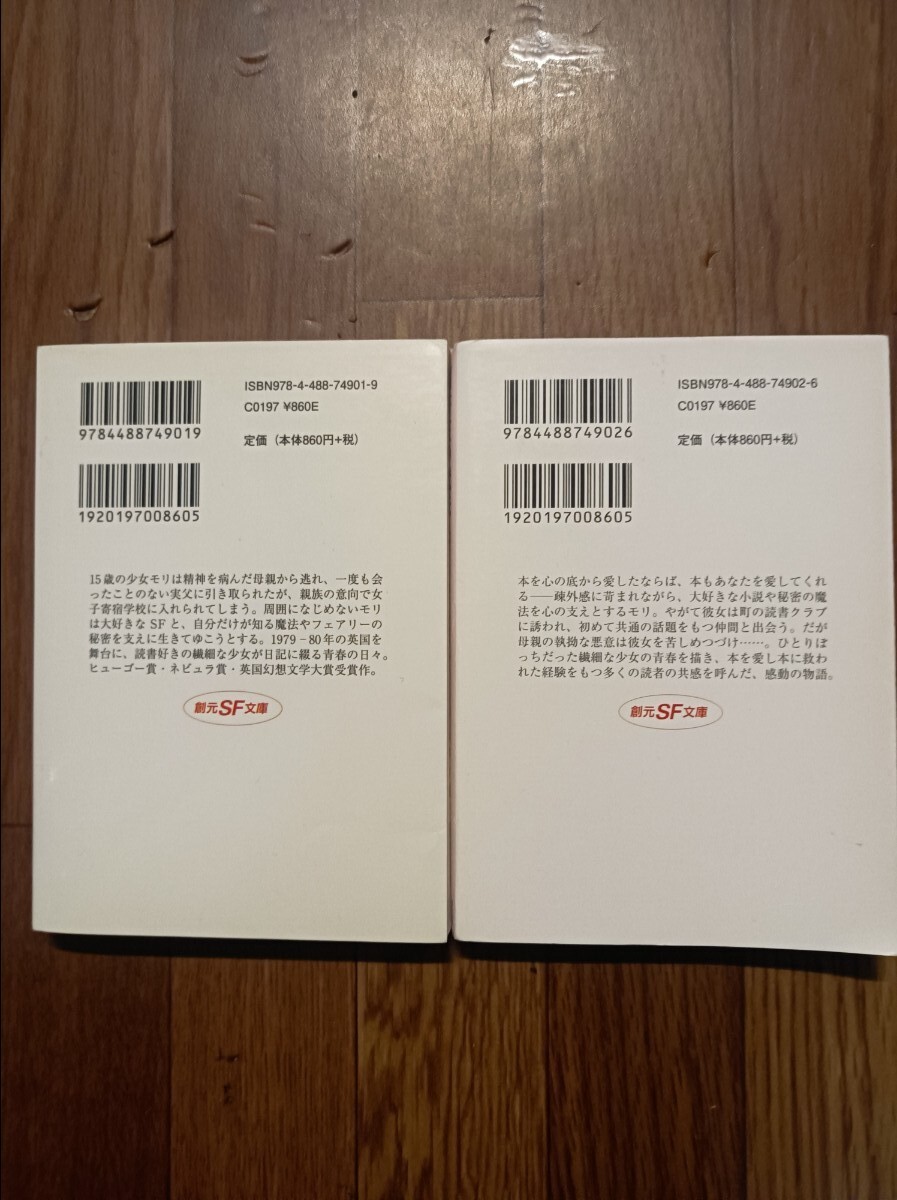 ISBN978-4-488-74901-9
C0197 ¥860E
9784488749019
定価（本体860円+税）
1920197008605
15歳の少女モリは精神を病んだ母親から逃れ、一度も会
ったことのない実父に引き取られたが、親族の意向で女
子寄宿学校に入れられてしまう。周囲になじめないモリ
は大好きなSFと、自分だけが知る魔法やフェアリーの
秘密を支えに生きてゆこうとする。1979－80年の英国を
舞台に、読書好きの繊細な少女が日記に綴る青春の日々。
ヒューゴー賞・ネビュラ賞・英国幻想文学大賞受賞作。
創元SF文庫
ISBN978-4-488-74902-6
C0197 ¥860E
9784488749026
定価（本体860円+税）
1920197008605
本を心の底から愛したならば、本もあなたを愛してくれ
る――疎外感に苛まれながら、大好きな小説や秘密の魔
法を心の支えとするモリ。やがて彼女は町の読書クラブ
に誘われ、初めて共通の話題をもつ仲間と出会う。だが
母親の執拗な悪意は彼女を苦しめつづけ……。ひとりぼ
っちだった繊細な少女の青春を描き、本を愛し本に救わ
れた経験をもつ多くの読者の共感を呼んだ、感動の物語。
創元SF文庫